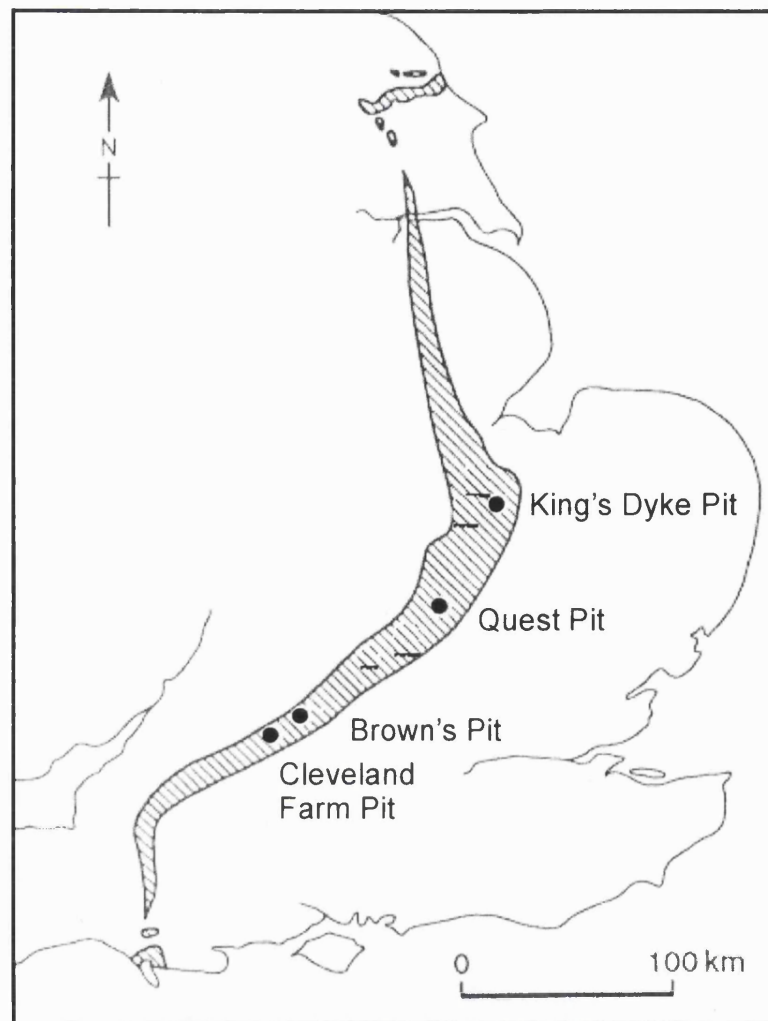 N
King's Dyke Pit
Quest Pit
Brown's Pit
Cleveland
Farm Pit
0 100 km